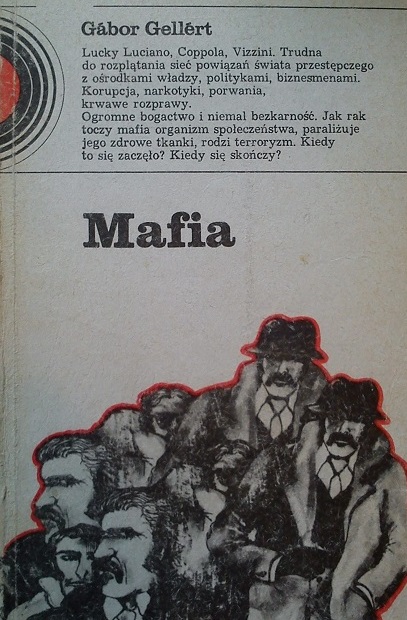 Gábor Gellért
Lucky Luciano, Coppola, Vizzini. Trudna
do rozplątania sieć powiązań świata przestępczego
z ośrodkami władzy, politykami, biznesmenami.
Korupcja, narkotyki, porwania,
krwawe rozprawy.
Ogromne bogactwo i niemal bezkarność. Jak rak
toczy mafia organizm społeczeństwa, paraliżuje
jego zdrowe tkanki, rodzi terroryzm. Kiedy
to się zaczęło? Kiedy się skończy?
Mafia